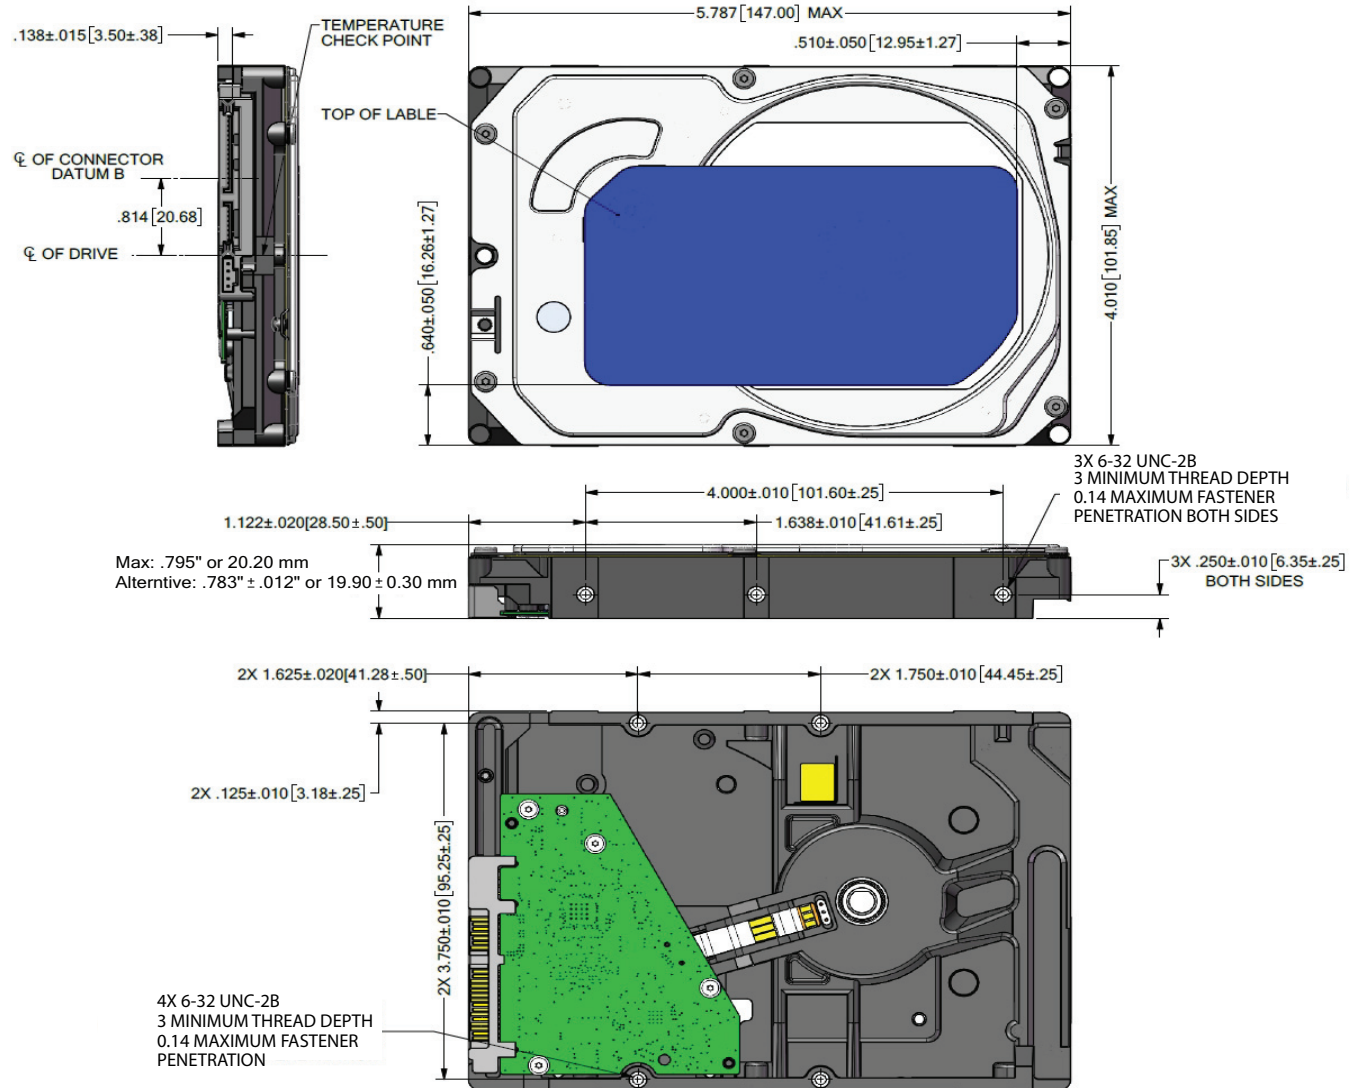 5.787[147.00] MAX
.138±.015[3.50±.38]
TEMPERATURE
CHECK POINT
.510±.050[12.95±1.27]
TOP OF LABLE
℄ OF CONNECTOR
DATUM B
.814[20.68]
℄ OF DRIVE
.640±.050[16.26±1.27]
4.010[101.85] MAX
3X 6-32 UNC-2B
3 MINIMUM THREAD DEPTH
0.14 MAXIMUM FASTENER
PENETRATION BOTH SIDES
4.000±.010[101.60±.25]
1.122±.020[28.50±.50]
1.638±.010[41.61±.25]
Max: .795" or 20.20 mm
Alterntive: .783" ± .012" or 19.90 ± 0.30 mm
3X .250±.010[6.35±.25]
BOTH SIDES
2X 1.625±.020[41.28±.50]
2X 1.750±.010[44.45±.25]
2X .125±.010[3.18±.25]
2X 3.750±.010[95.25±.25]
4X 6-32 UNC-2B
3 MINIMUM THREAD DEPTH
0.14 MAXIMUM FASTENER
PENETRATION